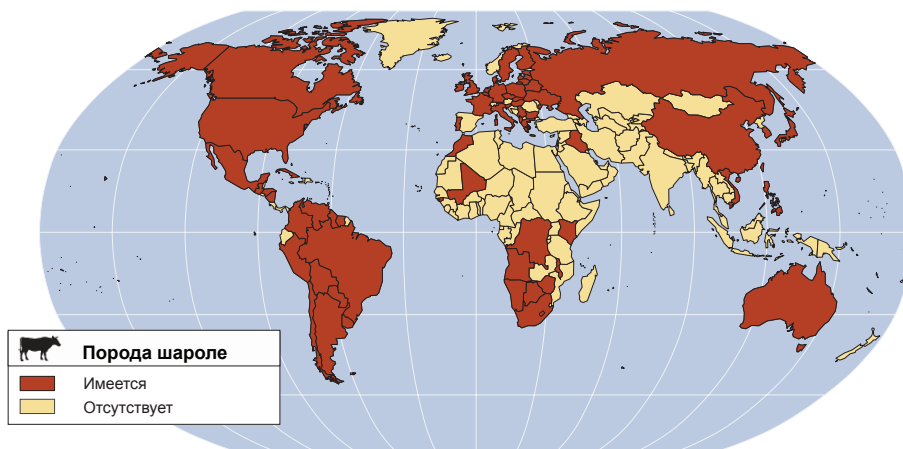 Порода шароле
Имеется
Отсутствует